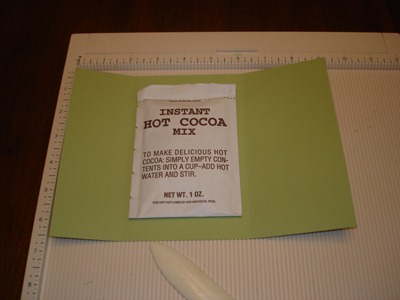 INSTANT
HOT COCOA
MIX
TO MAKE DELICIOUS HOT
COCOA: SIMPLY EMPTY CON-
TENTS INTO A CUP–ADD HOT
WATER AND STIR.
NET WT. 1 OZ.